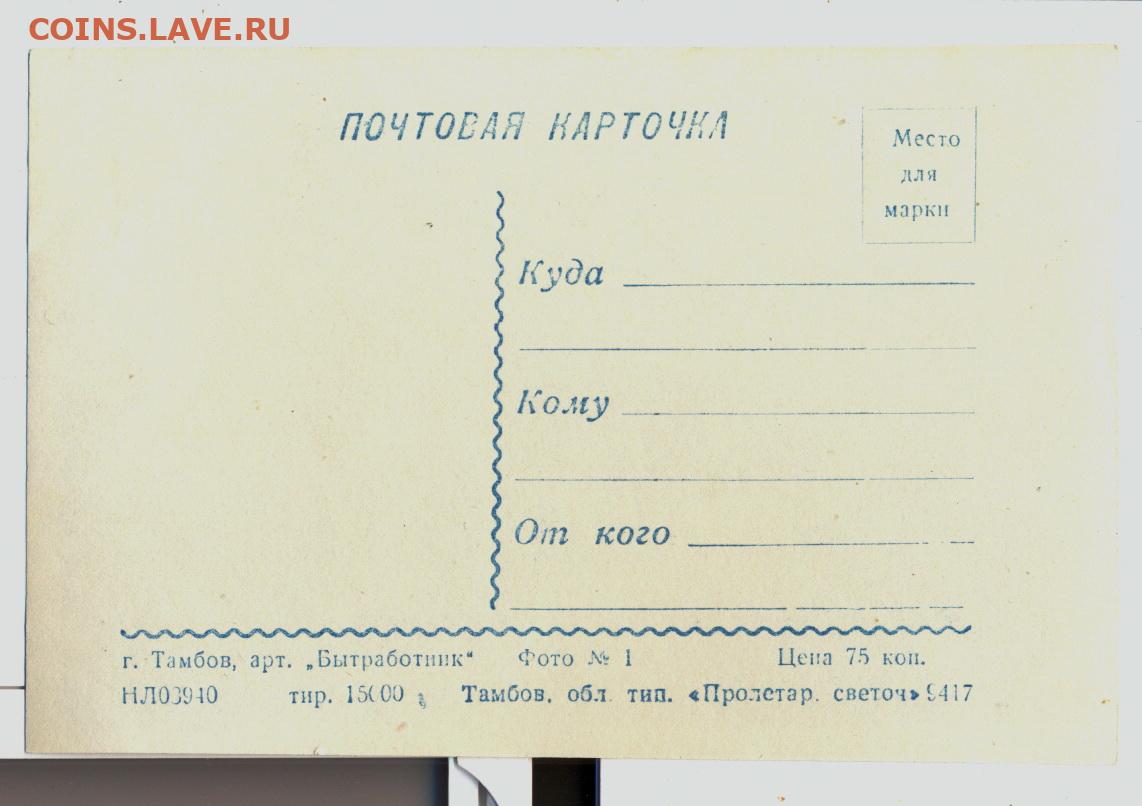 COINS.LAVE.RU
ПОЧТОВАЯ КАРТОЧКА
Место
для
марки
Куда
Кому
От кого
г. Тамбов, арт. „Бытработник“ Фото № 1 Цена 75 коп.
НЛ03940 тир. 15000 Тамбов, обл. тип. «Пролетар. светоч» 9417